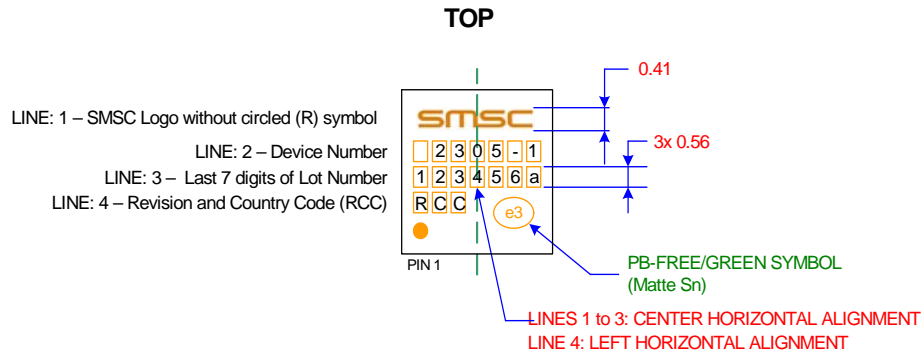 TOP
0.41
LINE: 1 – SMSC Logo without circled (R) symbol
smsc
3x 0.56
LINE: 2 – Device Number
2305-1
LINE: 3 – Last 7 digits of Lot Number
123456a
LINE: 4 – Revision and Country Code (RCC)
RCC
e3
PIN 1
PB-FREE/GREEN SYMBOL
(Matte Sn)
LINES 1 to 3: CENTER HORIZONTAL ALIGNMENT
LINE 4: LEFT HORIZONTAL ALIGNMENT